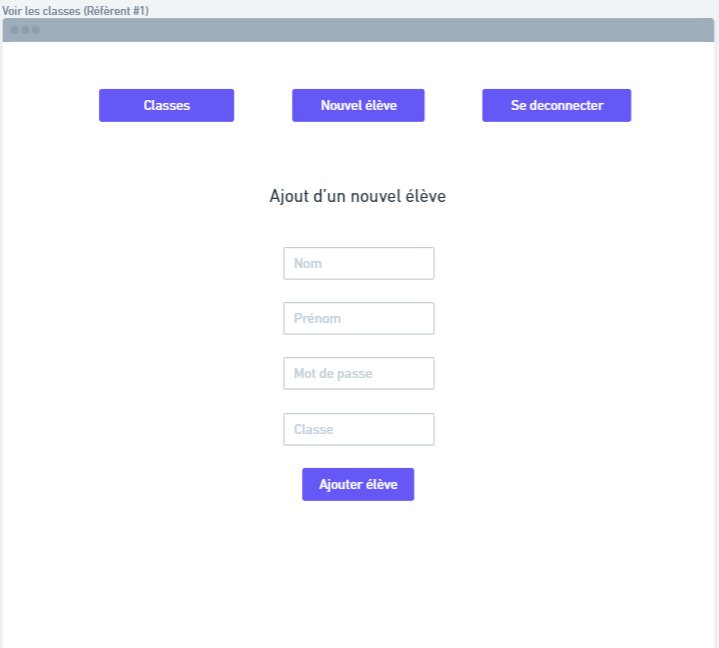 Voir les classes (Réfèrent #1)
Classes
Nouvel élève
Se deconnecter
Ajout d'un nouvel élève
Nom
Prénom
Mot de passe
Classe
Ajouter élève